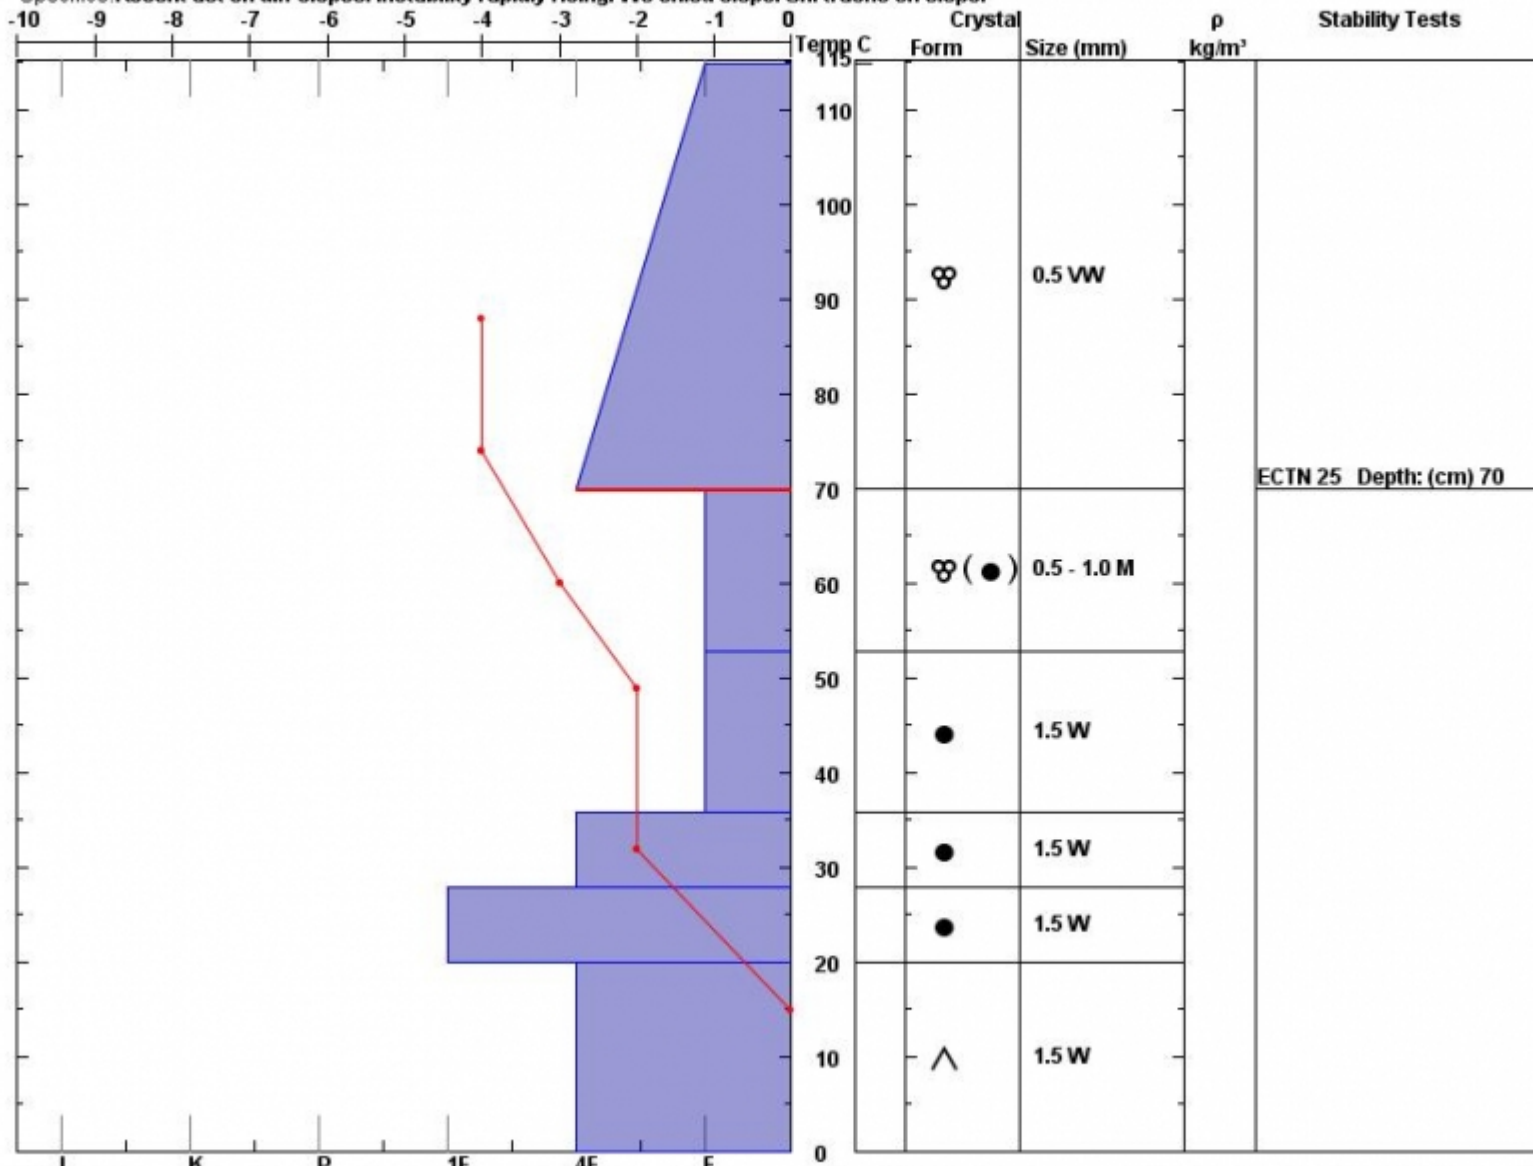 -10 -9 -8 -7 -6 -5 -4 -3 -2 -1 0 Crystal ρ Stability Tests
Temp C Form Size (mm) kg/m³
115
110
100
0.5 VW
90
80
ECTN 25 Depth: (cm) 70
70
( ● ) 0.5 - 1.0 M
60
50
1.5 W
40
1.5 W
30
1.5 W
20
1.5 W
10
0
I K P 1F 4F F